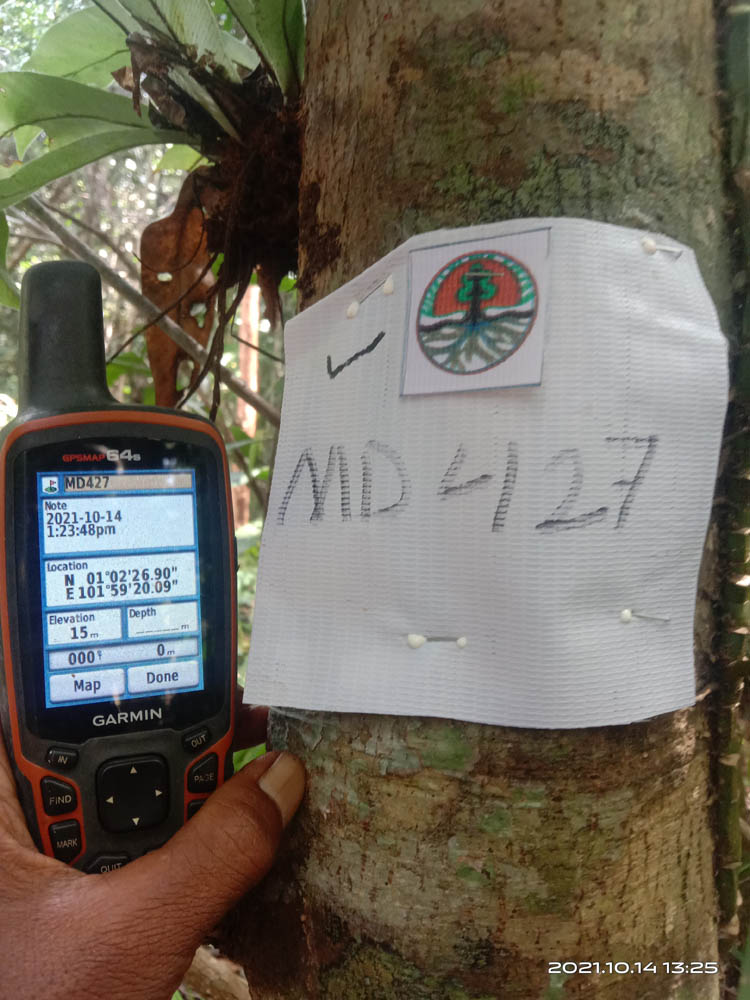 GPSMAP 64s
MD427
Note
2021-10-14
1:23:48pm
Location
N 01°02'26.90"
E 101°59'20.09"
Elevation
15 m
Depth
_____ m
000°
0 m
Map
Done
GARMIN
IN
OUT
FIND
PAGE
MARK
QUIT
MD 427
2021.10.14 13:25